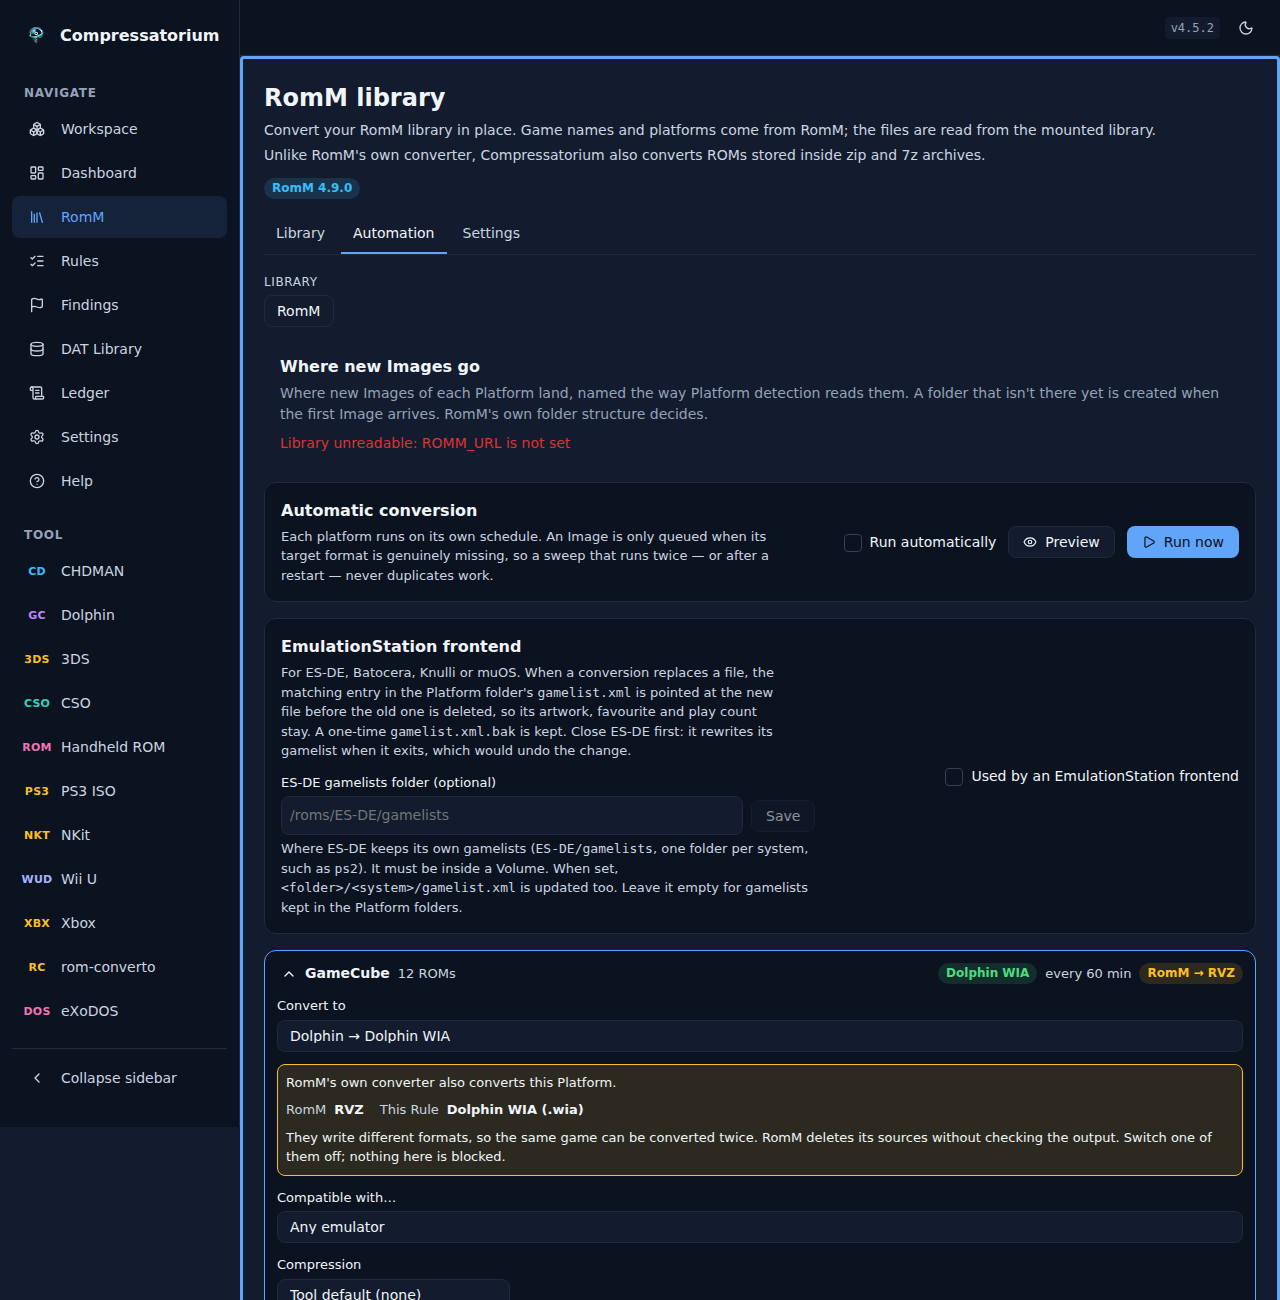 Compressatorium
v4.5.2
NAVIGATE
Workspace
Dashboard
RomM
Rules
Findings
DAT Library
Ledger
Settings
Help
TOOL
CD CHDMAN
GC Dolphin
3DS 3DS
CSO CSO
ROM Handheld ROM
PS3 PS3 ISO
NKT NKit
WUD Wii U
XBX Xbox
RC rom-converto
DOS eXoDOS
Collapse sidebar
RomM library
Convert your RomM library in place. Game names and platforms come from RomM; the files are read from the mounted library.
Unlike RomM's own converter, Compressatorium also converts ROMs stored inside zip and 7z archives.
RomM 4.9.0
Library Automation Settings
LIBRARY
RomM
Where new Images go
Where new Images of each Platform land, named the way Platform detection reads them. A folder that isn't there yet is created when
the first Image arrives. RomM's own folder structure decides.
Library unreadable: ROMM_URL is not set
Automatic conversion
Each platform runs on its own schedule. An Image is only queued when its
target format is genuinely missing, so a sweep that runs twice — or after a
restart — never duplicates work.
Run automatically Preview Run now
EmulationStation frontend
For ES-DE, Batocera, Knulli or muOS. When a conversion replaces a file, the
matching entry in the Platform folder's gamelist.xml is pointed at the new
file before the old one is deleted, so its artwork, favourite and play count
stay. A one-time gamelist.xml.bak is kept. Close ES-DE first: it rewrites its
gamelist when it exits, which would undo the change.
Used by an EmulationStation frontend
ES-DE gamelists folder (optional)
/roms/ES-DE/gamelists Save
Where ES-DE keeps its own gamelists (ES-DE/gamelists, one folder per system,
such as ps2). It must be inside a Volume. When set,
<folder>/<system>/gamelist.xml is updated too. Leave it empty for gamelists
kept in the Platform folders.
GameCube 12 ROMs Dolphin WIA every 60 min RomM → RVZ
Convert to
Dolphin → Dolphin WIA
RomM's own converter also converts this Platform.
RomM RVZ This Rule Dolphin WIA (.wia)
They write different formats, so the same game can be converted twice. RomM deletes its sources without checking the output. Switch one of
them off; nothing here is blocked.
Compatible with…
Any emulator
Compression
Tool default (none)